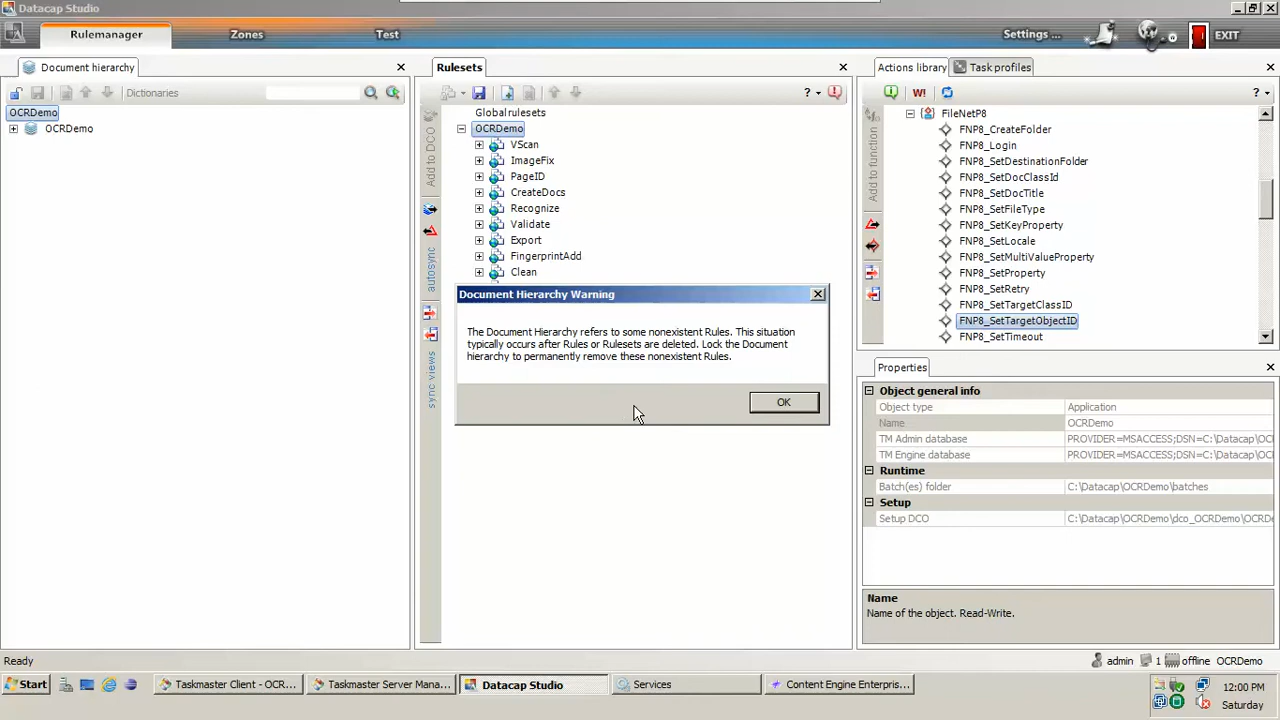 Datacap Studio
Rulemanager
Zones
Test
Settings ...
EXIT
Document hierarchy
Dictionaries
OCRDemo
OCRDemo
Add to DCO
autosync
sync views
Rulesets
?
Globalrulesets
OCRDemo
VScan
ImageFix
PageID
CreateDocs
Recognize
Validate
Export
FingerprintAdd
Clean
Document Hierarchy Warning
The Document Hierarchy refers to some nonexistent Rules. This situation
typically occurs after Rules or Rulesets are deleted. Lock the Document
hierarchy to permanently remove these nonexistent Rules.
OK
Actions library
Task profiles
W!
?
Add to function
FileNetP8
FNP8_CreateFolder
FNP8_Login
FNP8_SetDestinationFolder
FNP8_SetDocClassId
FNP8_SetDocTitle
FNP8_SetFileType
FNP8_SetKeyProperty
FNP8_SetLocale
FNP8_SetMultiValueProperty
FNP8_SetProperty
FNP8_SetRetry
FNP8_SetTargetClassID
FNP8_SetTargetObjectID
FNP8_SetTimeout
Properties
Object general info
Object type Application
Name OCRDemo
TM Admin database PROVIDER=MSACCESS;DSN=C:\Datacap\OC
TM Engine database PROVIDER=MSACCESS;DSN=C:\Datacap\OC
Runtime
Batch(es) folder C:\Datacap\OCRDemo\batches
Setup
Setup DCO C:\Datacap\OCRDemo\dco_OCRDemo\OCRDe
Name
Name of the object. Read-Write.
Ready
admin 1 offline OCRDemo
Start
Taskmaster Client - OCR...
Taskmaster Server Mana...
Datacap Studio
Services
Content Engine Enterpris...
12:00 PM
Saturday